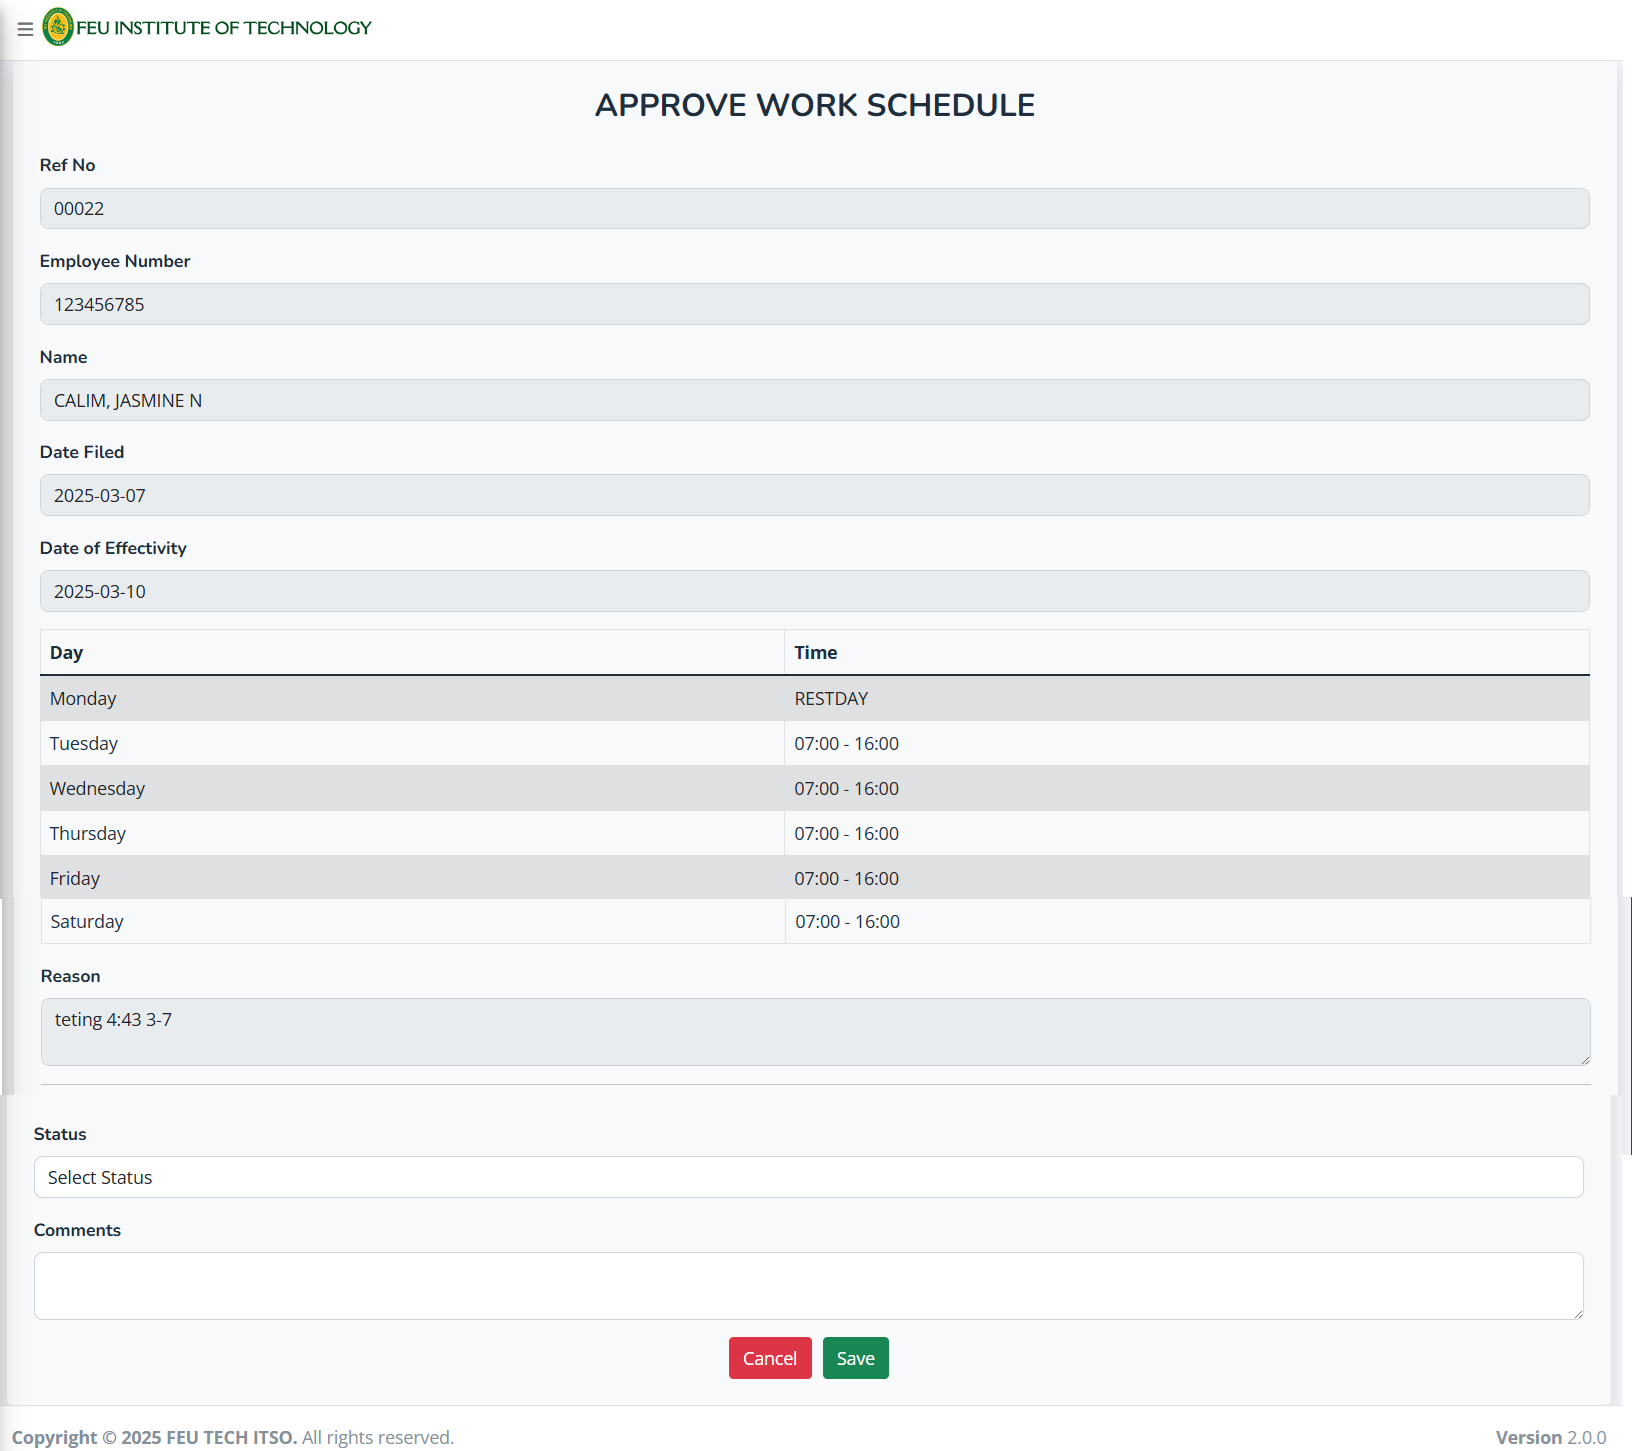 FEU INSTITUTE OF TECHNOLOGY
APPROVE WORK SCHEDULE
Ref No
00022
Employee Number
123456785
Name
CALIM, JASMINE N
Date Filed
2025-03-07
Date of Effectivity
2025-03-10
Day Time
Monday RESTDAY
Tuesday 07:00 - 16:00
Wednesday 07:00 - 16:00
Thursday 07:00 - 16:00
Friday 07:00 - 16:00
Saturday 07:00 - 16:00
Reason
teting 4:43 3-7
Status
Select Status
Comments
Cancel Save
Copyright © 2025 FEU TECH ITSO. All rights reserved. Version 2.0.0